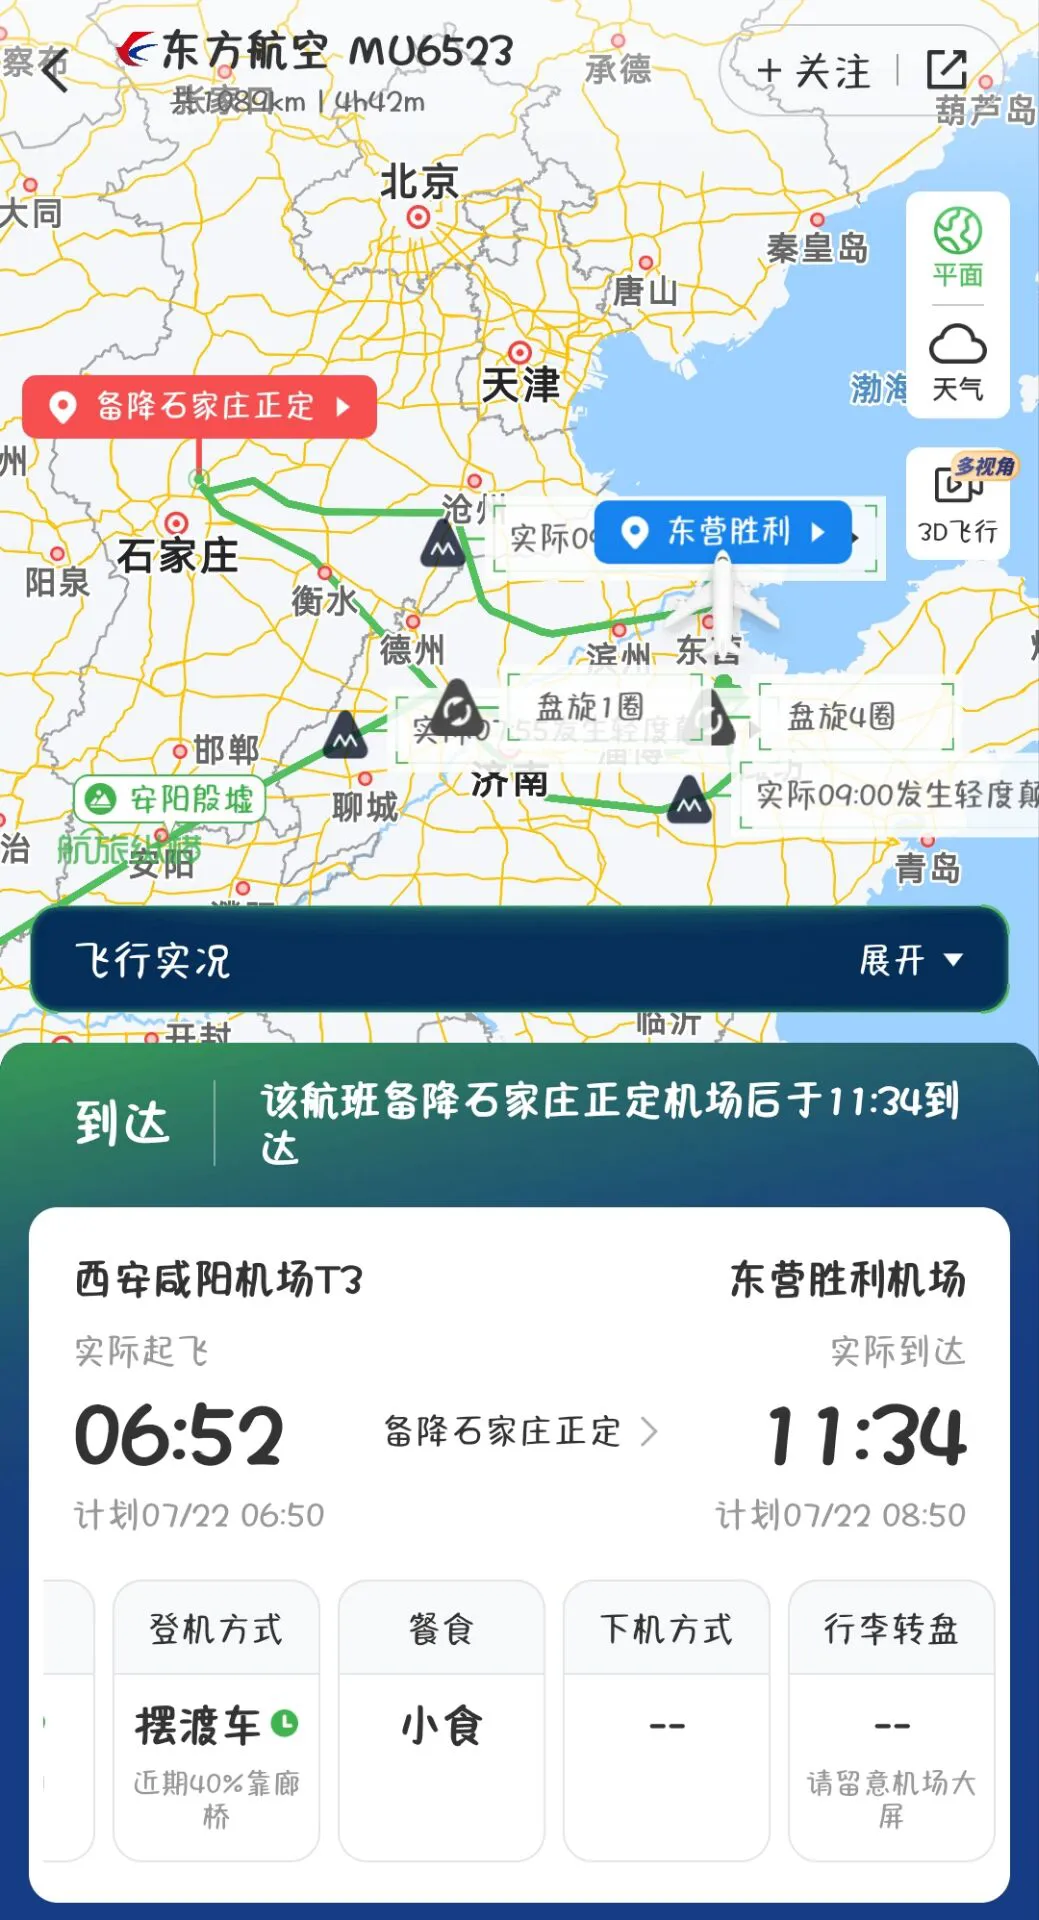 东方航空 MU6523
1089km | 4h42m
+ 关注
承德
葫芦岛
北京
大同
秦皇岛
平面
唐山
天津
渤海
天气
备降石家庄正定
州
多视角
沧州
3D飞行
实际09
东营胜利
石家庄
阳泉
衡水
德州
滨州
东营
盘旋1圈
盘旋4圈
实际07:55发生轻度颠
邯郸
济南
安阳殷墟
聊城
实际09:00发生轻度颠
治
航旅纵横
安阳
青岛
飞行实况
展开
开封
临沂
到达
该航班备降石家庄正定机场后于11:34到
达
西安咸阳机场T3
东营胜利机场
实际起飞
实际到达
06:52
备降石家庄正定
11:34
计划07/22 06:50
计划07/22 08:50
登机方式
餐食
下机方式
行李转盘
摆渡车
小食
--
--
近期40%靠廊
桥
请留意机场大
屏